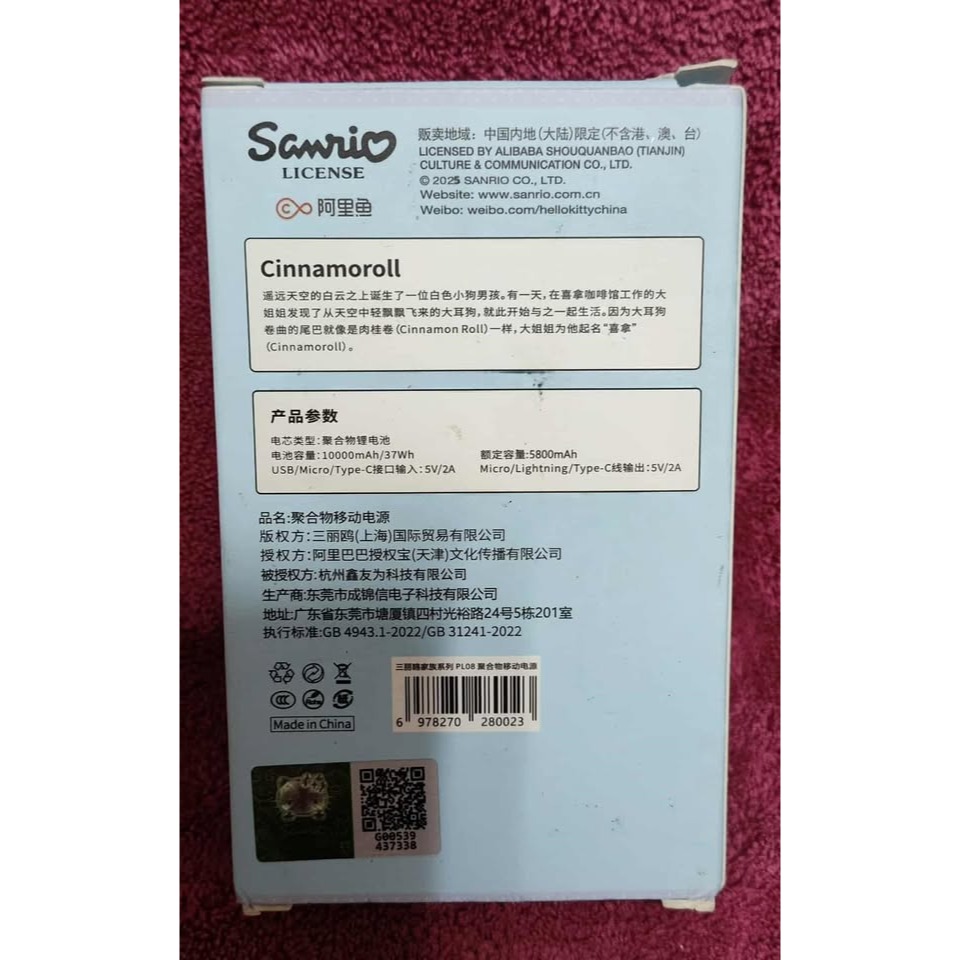 Sanrio
LICENSE
阿里鱼
贩卖地域：中国内地(大陆)限定(不含港、澳、台)
LICENSED BY ALIBABA SHOUQUANBAO (TIANJIN)
CULTURE & COMMUNICATION CO., LTD.
© 2025 SANRIO CO., LTD.
Website: www.sanrio.com.cn
Weibo: weibo.com/hellokittychina
Cinnamoroll
遥远天空的白云之上诞生了一位白色小狗男孩。有一天，在喜拿咖啡馆工作的大
姐姐发现了从天空中轻飘飘飞来的大耳狗，就此开始与之一起生活。因为大耳狗
卷曲的尾巴就像是肉桂卷(Cinnamon Roll)一样，大姐姐为他起名“喜拿”
(Cinnamoroll)。
产品参数
电芯类型：聚合物锂电池
电池容量：10000mAh/37Wh
额定容量:5800mAh
USB/Micro/Type-C接口输入：5V/2A
Micro/Lightning/Type-C线输出：5V/2A
品名:聚合物移动电源
版权方：三丽鸥(上海)国际贸易有限公司
授权方：阿里巴巴授权宝(天津)文化传播有限公司
被授权方:杭州鑫友为科技有限公司
生产商:东莞市成锦信电子科技有限公司
地址:广东省东莞市塘厦镇四村光裕路24号5栋201室
执行标准:GB 4943.1-2022/GB 31241-2022
CCC
RoHS
Made in China
三丽鸥家族系列 PL08 聚合物移动电源
6 978270 280023
G00539
437338